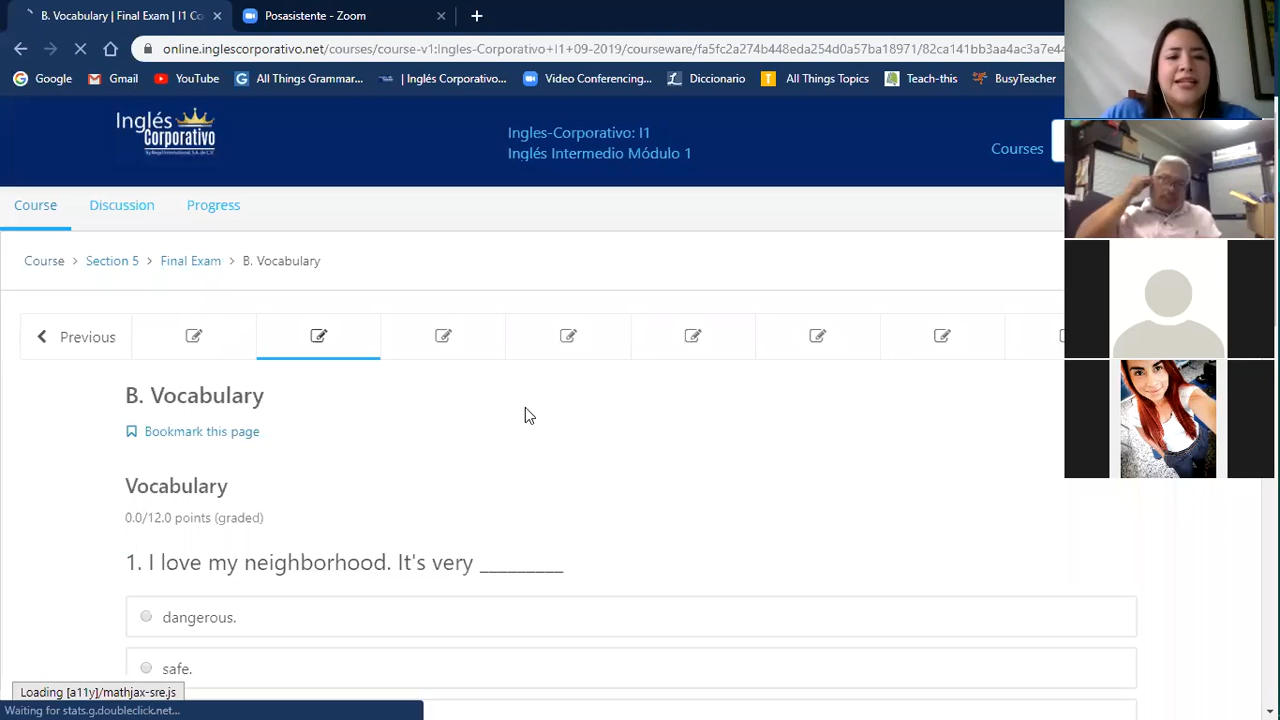 B. Vocabulary | Final Exam | I1 Co
Posasistente - Zoom
online.inglescorporativo.net/courses/course-v1:Ingles-Corporativo+I1+09-2019/courseware/fa5fc2a274b448eda254d0a57ba18971/82ca141bb3aa4ac3a7e44
Google Gmail YouTube All Things Grammar... | Inglés Corporativo... Video Conferencing... Diccionario All Things Topics Teach-this BusyTeacher
Inglés
Corporativo
Ingles-Corporativo: I1
Inglés Intermedio Módulo 1
Courses
Course Discussion Progress
Course > Section 5 > Final Exam > B. Vocabulary
Previous
B. Vocabulary
Bookmark this page
Vocabulary
0.0/12.0 points (graded)
1. I love my neighborhood. It's very _________
dangerous.
safe.
Loading [a11y]/mathjax-sre.js
Waiting for stats.g.doubleclick.net...